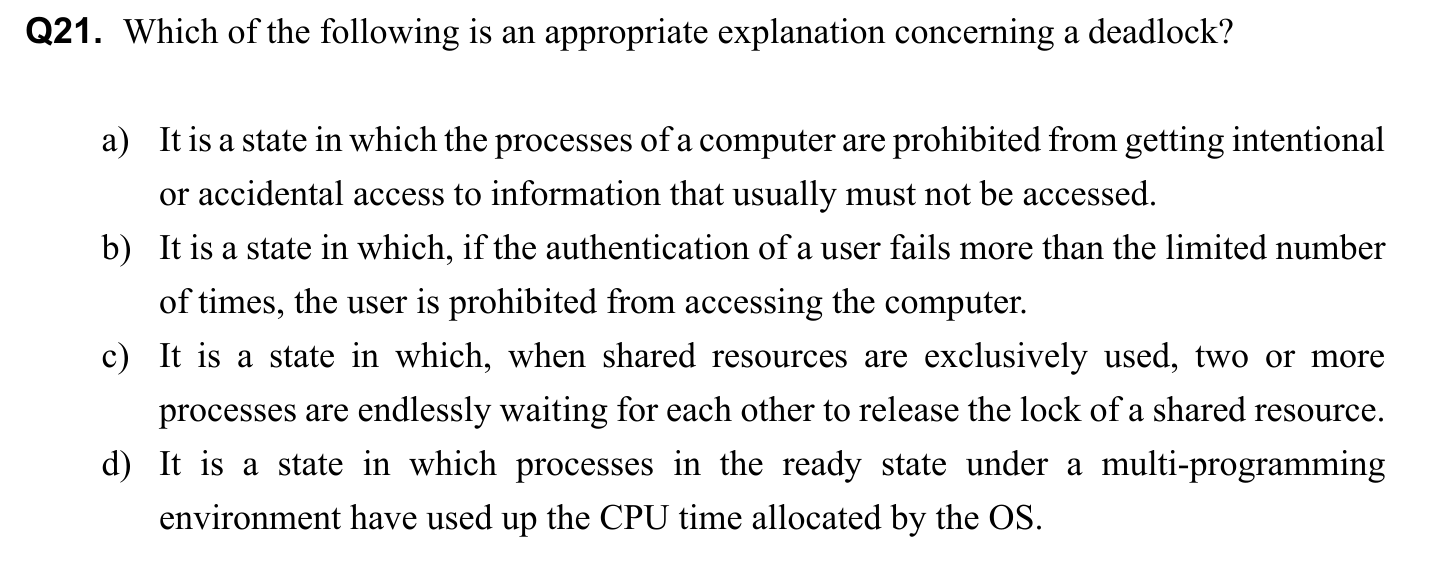 Q21. Which of the following is an appropriate explanation concerning a deadlock?
a) It is a state in which the processes of a computer are prohibited from getting intentional
or accidental access to information that usually must not be accessed.
b) It is a state in which, if the authentication of a user fails more than the limited number
of times, the user is prohibited from accessing the computer.
c) It is a state in which, when shared resources are exclusively used, two or more
processes are endlessly waiting for each other to release the lock of a shared resource.
d) It is a state in which processes in the ready state under a multi-programming
environment have used up the CPU time allocated by the OS.